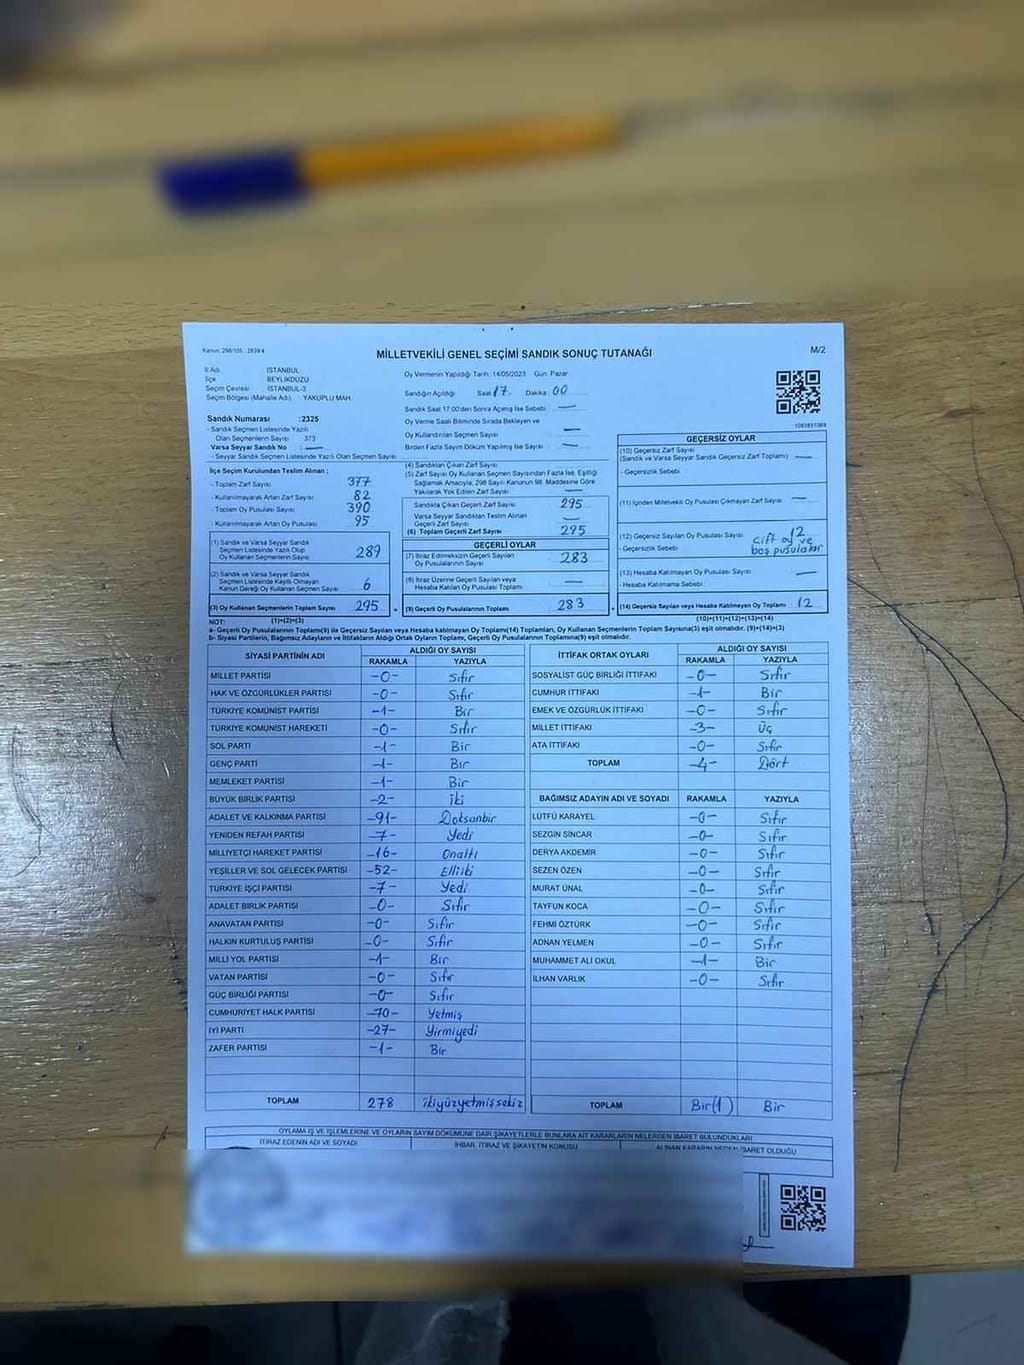 Kanun: 298/105 ; 2839/4
MİLLETVEKİLİ GENEL SEÇİMİ SANDIK SONUÇ TUTANAĞI
M/2
İl Adı İSTANBUL
İlçe BEYLİKDÜZÜ
Seçim Çevresi İSTANBUL-3
Seçim Bölgesi (Mahalle Adı) YAKUPLU MAH.
Oy Vermenin Yapıldığı Tarih :14/05/2023 Gün: Pazar
Sandığın Açıldığı Saat 17. Dakika 00
Sandık Saat 17.00'den Sonra Açılmış İse Sebebi —
Oy Verme Saati Bitiminde Sırada Bekleyen ve
Oy Kullandırılan Seçmen Sayısı —
Birden Fazla Sayım Döküm Yapılmış İse Sayısı —
1083831069
Sandık Numarası :2325
- Sandık Seçmen Listesinde Yazılı
Olan Seçmenlerin Sayısı 373
Varsa Seyyar Sandık No —
- Seyyar Sandık Seçmen Listesinde Yazılı Olan Seçmen Sayısı
İlçe Seçim Kurulundan Teslim Alınan ;
- Toplam Zarf Sayısı 377
- Kullanılmayarak Artan Zarf Sayısı 82
- Toplam Oy Pusulası Sayısı 390
- Kullanılmayarak Artan Oy Pusulası 95
(1) Sandık ve Varsa Seyyar Sandık
Seçmen Listesinde Yazılı Olup
Oy Kullanan Seçmenlerin Sayısı 289
(2) Sandık ve Varsa Seyyar Sandık
Seçmen Listesinde Kayıtlı Olmayan
Kanun Gereği Oy Kullanan Seçmen Sayısı 6
(3) Oy Kullanan Seçmenlerin Toplam Sayısı 295 =
(1)+(2)=(3)
(4) Sandıktan Çıkan Zarf Sayısı
(5) Zarf Sayısı Oy Kullanan Seçmen Sayısından Fazla İse, Eşitliği
Sağlamak Amacıyla, 298 Sayılı Kanunun 98. Maddesine Göre
Yakılarak Yok Edilen Zarf Sayısı —
Sandıkta Çıkan Geçerli Zarf Sayısı 295
Varsa Seyyar Sandıktan Teslim Alınan
Geçerli Zarf Sayısı —
(6) Toplam Geçerli Zarf Sayısı 295
GEÇERLİ OYLAR
(7) İtiraz Edilmeksizin Geçerli Sayılan
Oy Pusulalarının Sayısı 283
(8) İtiraz Üzerine Geçerli Sayılan veya
Hesaba Katılan Oy Pusulası Toplamı —
(9) Geçerli Oy Pusulalarının Toplamı 283 +
GEÇERSİZ OYLAR
(10) Geçersiz Zarf Sayısı
(Sandık ve Varsa Seyyar Sandık Geçersiz Zarf Toplamı) —
- Geçersizlik Sebebi
(11) İçinden Milletvekili Oy Pusulası Çıkmayan Zarf Sayısı —
(12) Geçersiz Sayılan Oy Pusulası Sayısı 12
- Geçersizlik Sebebi çift oy ve
boş pusulalar
(13) Hesaba Katılmayan Oy Pusulası Sayısı —
- Hesaba Katılmama Sebebi
(14) Geçersiz Sayılan veya Hesaba Katılmayan Oy Toplamı 12
(10)+(11)+(12)+(13)=(14)
NOT:
a- Geçerli Oy Pusulalarının Toplamı(9) ile Geçersiz Sayılan veya Hesaba katılmayan Oy Toplamı(14) Toplamları, Oy Kullanan Seçmenlerin Toplam Sayısına(3) eşit olmalıdır. (9)+(14)=(3)
b- Siyasi Partilerin, Bağımsız Adayların ve İttifakların Aldığı Ortak Oyların Toplamı, Geçerli Oy Pusulalarının Toplamına(9) eşit olmalıdır.
SİYASİ PARTİNİN ADI ALDIĞI OY SAYISI
RAKAMLA YAZIYLA
MİLLET PARTİSİ -0- Sıfır
HAK VE ÖZGÜRLÜKLER PARTİSİ -0- Sıfır
TÜRKİYE KOMÜNİST PARTİSİ -1- Bir
TÜRKİYE KOMÜNİST HAREKETİ -0- Sıfır
SOL PARTİ -1- Bir
GENÇ PARTİ -1- Bir
MEMLEKET PARTİSİ -1- Bir
BÜYÜK BİRLİK PARTİSİ -2- iki
ADALET VE KALKINMA PARTİSİ -91- Doksanbir
YENİDEN REFAH PARTİSİ -7- Yedi
MİLLİYETÇİ HAREKET PARTİSİ -16- Onaltı
YEŞİLLER VE SOL GELECEK PARTİSİ -52- Elliiki
TÜRKİYE İŞÇİ PARTİSİ -7- Yedi
ADALET BİRLİK PARTİSİ -0- Sıfır
ANAVATAN PARTİSİ -0- Sıfır
HALKIN KURTULUŞ PARTİSİ -0- Sıfır
MİLLİ YOL PARTİSİ -1- Bir
VATAN PARTİSİ -0- Sıfır
GÜÇ BİRLİĞİ PARTİSİ -0- Sıfır
CUMHURİYET HALK PARTİSİ -70- Yetmiş
İYİ PARTİ -27- Yirmiyedi
ZAFER PARTİSİ -1- Bir
TOPLAM 278 ikiyüzyetmişsekiz
İTTİFAK ORTAK OYLARI ALDIĞI OY SAYISI
RAKAMLA YAZIYLA
SOSYALİST GÜÇ BİRLİĞİ İTTİFAKI -0- Sıfır
CUMHUR İTTİFAKI -1- Bir
EMEK VE ÖZGÜRLÜK İTTİFAKI -0- Sıfır
MİLLET İTTİFAKI -3- Üç
ATA İTTİFAKI -0- Sıfır
TOPLAM -4- Dört
BAĞIMSIZ ADAYIN ADI VE SOYADI RAKAMLA YAZIYLA
LÜTFÜ KARAYEL -0- Sıfır
SEZGİN SİNCAR -0- Sıfır
DERYA AKDEMİR -0- Sıfır
SEZEN ÖZEN -0- Sıfır
MURAT ÜNAL -0- Sıfır
TAYFUN KOCA -0- Sıfır
FEHMİ ÖZTÜRK -0- Sıfır
ADNAN YELMEN -0- Sıfır
MUHAMMET ALİ OKUL -1- Bir
İLHAN VARLIK -0- Sıfır
TOPLAM Bir(1) Bir
OYLAMA İŞ VE İŞLEMLERİNE VE OYLARIN SAYIM DÖKÜMÜNE DAİR ŞİKAYETLERLE BUNLARA AİT KARARLARIN NELERDEN İBARET BULUNDUKLARI
İTİRAZ EDENİN ADI VE SOYADI İHBAR, İTİRAZ VE ŞİKAYETİN KONUSU ALINAN KARARIN NEDEN İBARET OLDUĞU